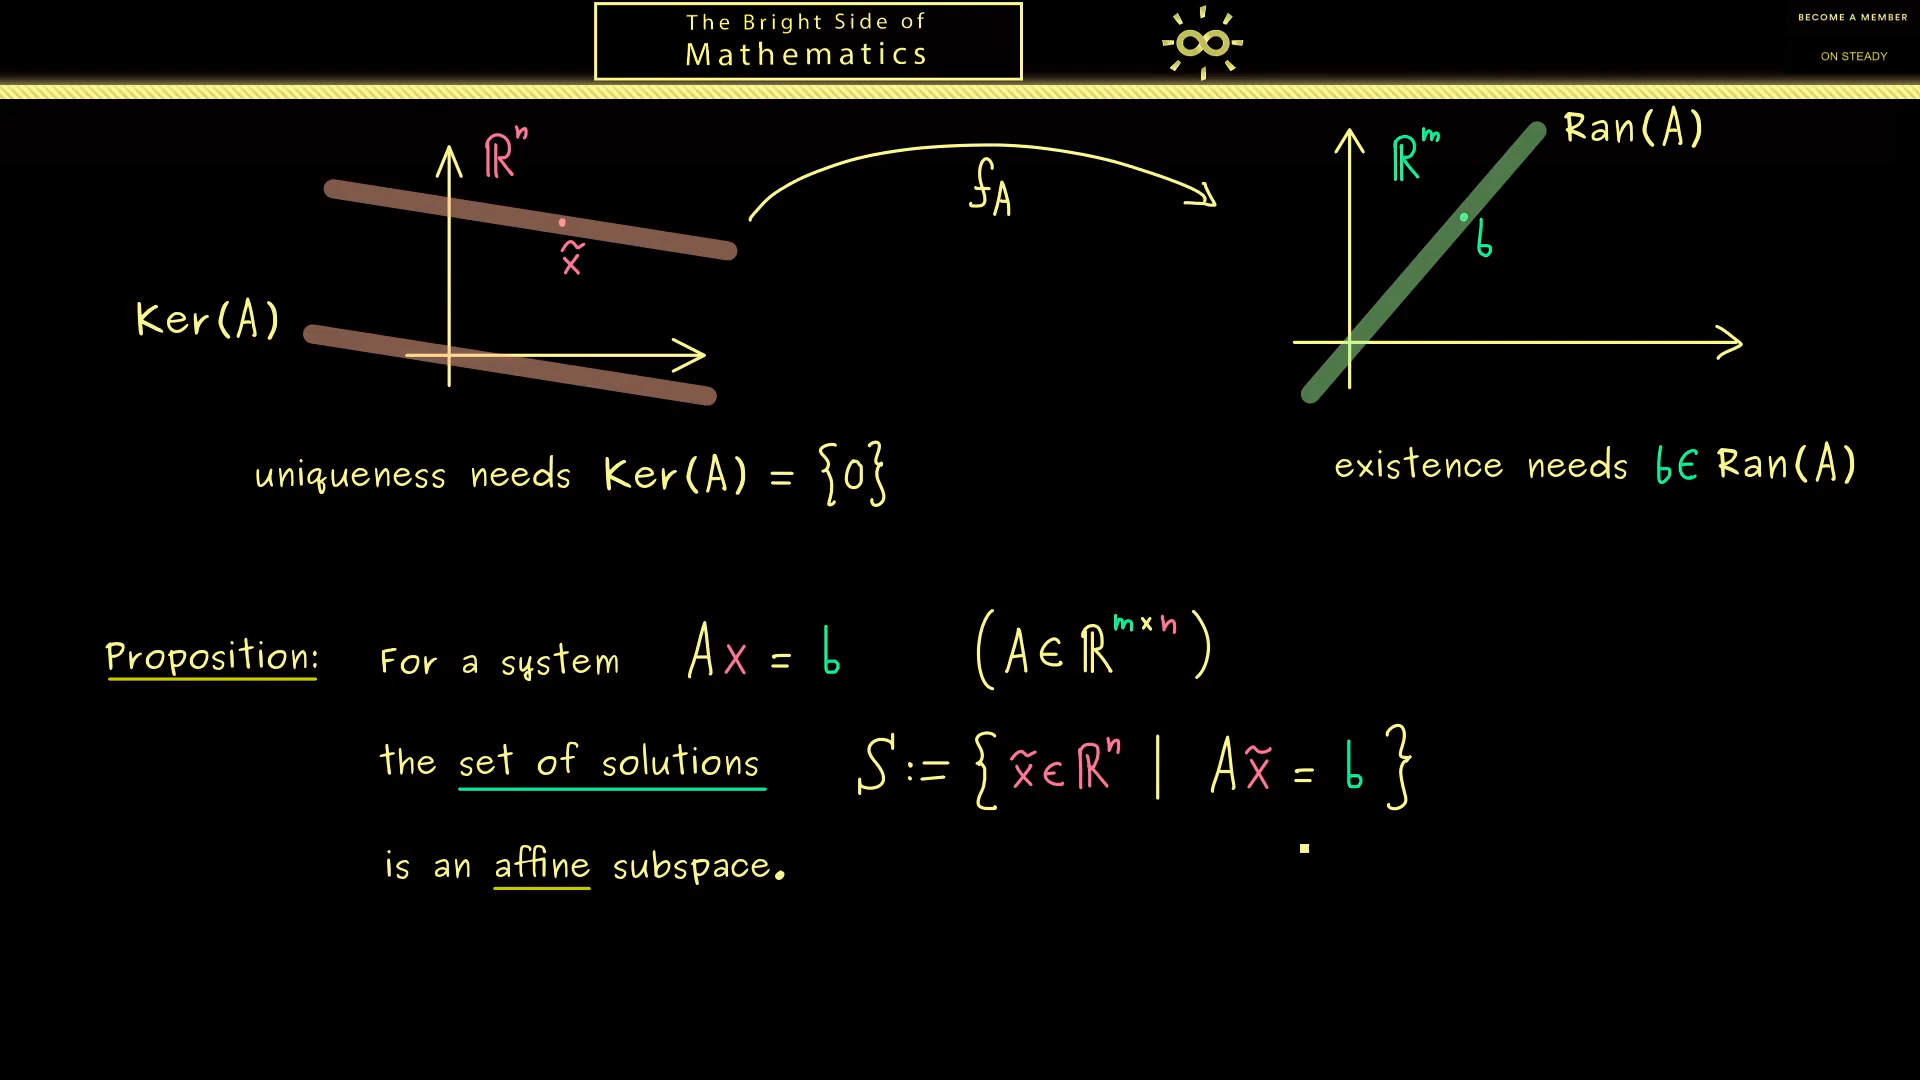 The Bright Side of
Mathematics
BECOME A MEMBER
ON STEADY
ℝⁿ
f_A
ℝᵐ
Ran(A)
x̃
b
Ker(A)
uniqueness needs Ker(A) = {0}
existence needs b∈ Ran(A)
Proposition: For a system Ax = b (A∈ℝ^{m×n})
the set of solutions S := {x̃∈ℝⁿ | Ax̃ = b}
is an affine subspace.